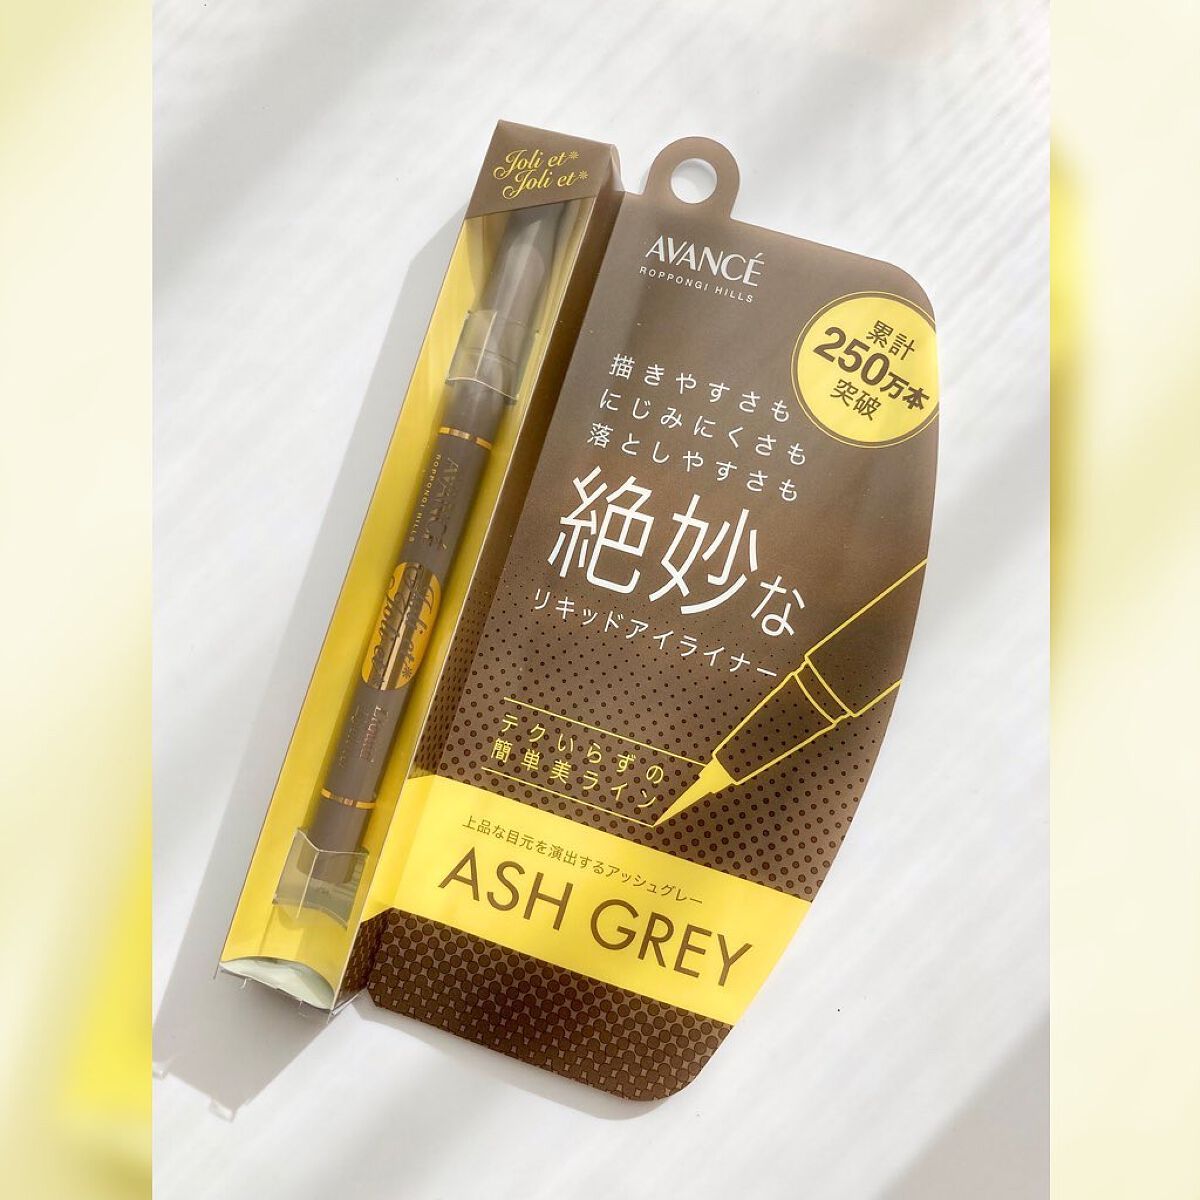 Joli et
Joli et
AVANCÉ
ROPPONGI HILLS
累計
250万本
突破
描きやすさも
にじみにくさも
落としやすさも
絶妙な
リキッドアイライナー
テクいらずの
簡単美ライン
上品な目元を演出するアッシュグレー
ASH GREY
AVANCÉ
ROPPONGI HILLS
Joli et
Joli et